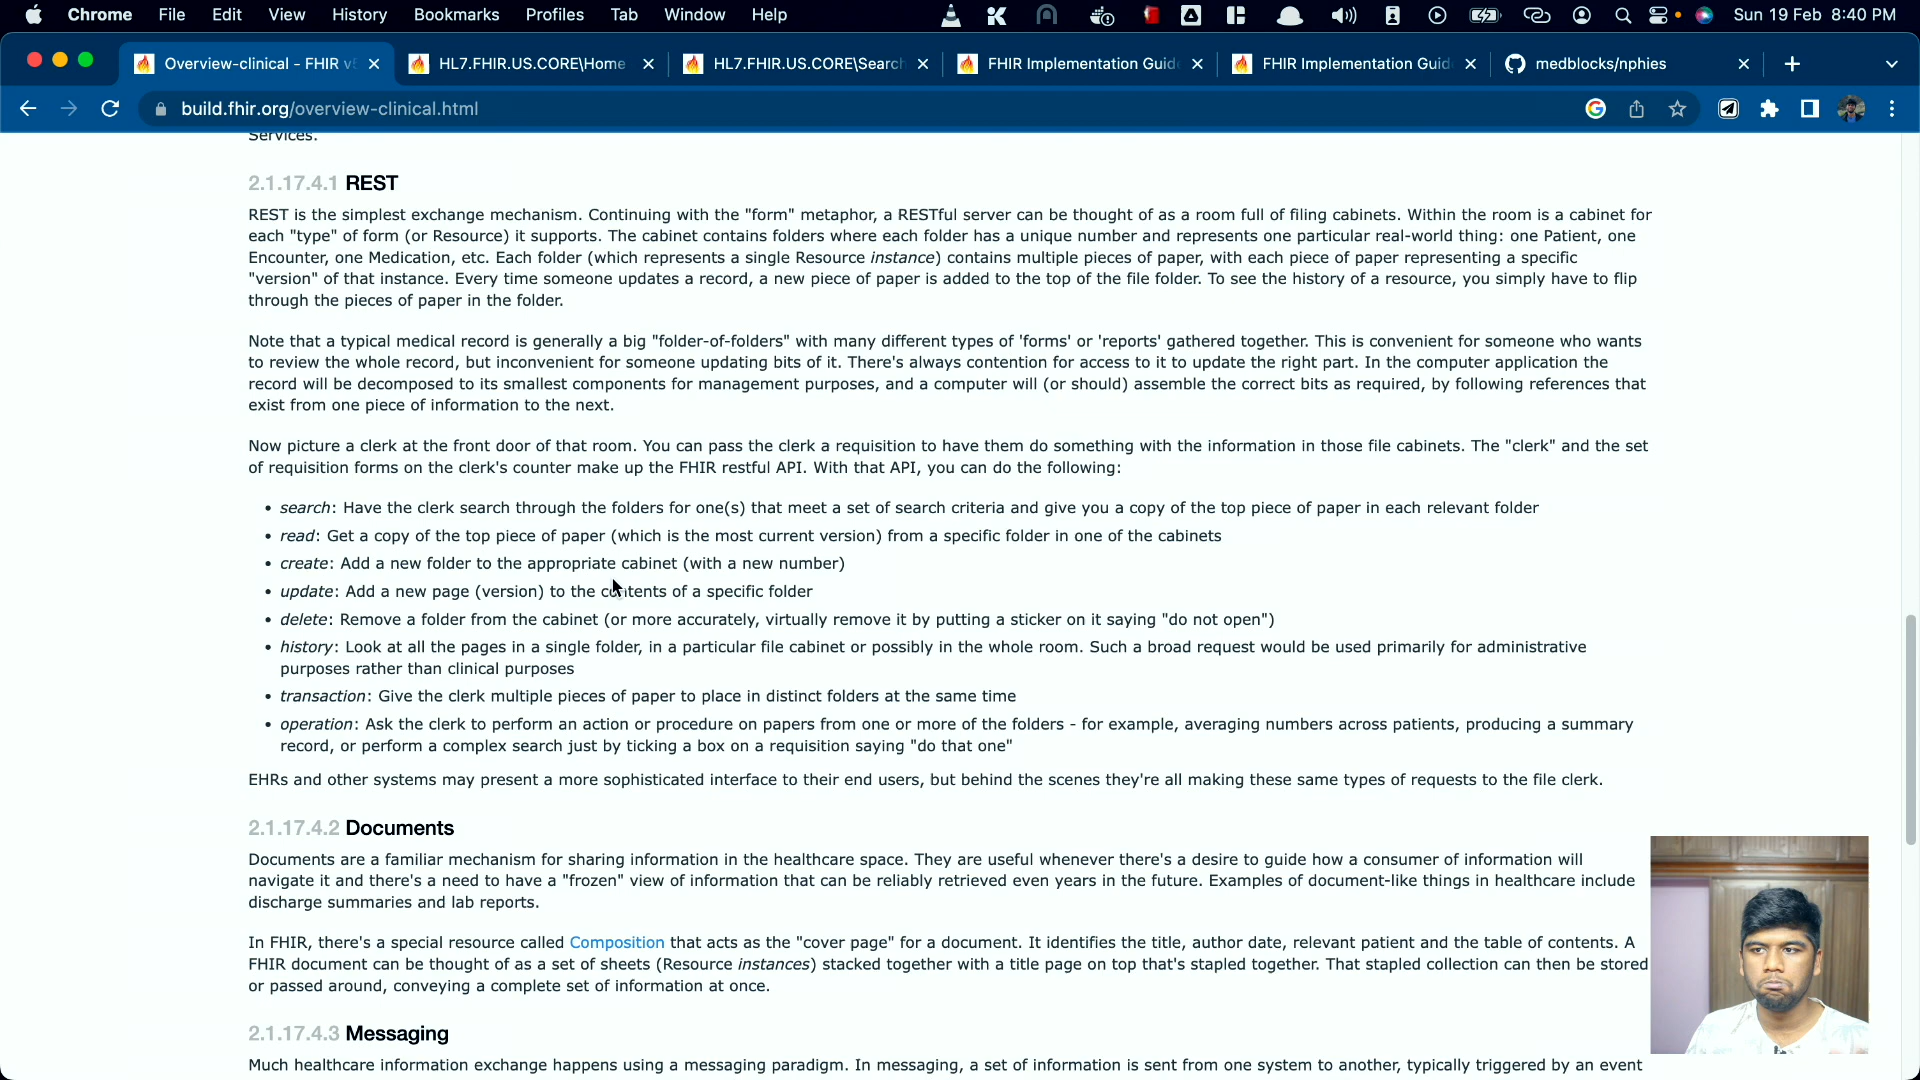 Chrome File Edit View History Bookmarks Profiles Tab Window Help Sun 19 Feb 8:40 PM
Overview-clinical - FHIR v5 HL7.FHIR.US.CORE\Home HL7.FHIR.US.CORE\Search FHIR Implementation Guid FHIR Implementation Guid medblocks/nphies
build.fhir.org/overview-clinical.html
Services.
2.1.17.4.1 REST
REST is the simplest exchange mechanism. Continuing with the "form" metaphor, a RESTful server can be thought of as a room full of filing cabinets. Within the room is a cabinet for
each "type" of form (or Resource) it supports. The cabinet contains folders where each folder has a unique number and represents one particular real-world thing: one Patient, one
Encounter, one Medication, etc. Each folder (which represents a single Resource instance) contains multiple pieces of paper, with each piece of paper representing a specific
"version" of that instance. Every time someone updates a record, a new piece of paper is added to the top of the file folder. To see the history of a resource, you simply have to flip
through the pieces of paper in the folder.
Note that a typical medical record is generally a big "folder-of-folders" with many different types of 'forms' or 'reports' gathered together. This is convenient for someone who wants
to review the whole record, but inconvenient for someone updating bits of it. There's always contention for access to it to update the right part. In the computer application the
record will be decomposed to its smallest components for management purposes, and a computer will (or should) assemble the correct bits as required, by following references that
exist from one piece of information to the next.
Now picture a clerk at the front door of that room. You can pass the clerk a requisition to have them do something with the information in those file cabinets. The "clerk" and the set
of requisition forms on the clerk's counter make up the FHIR restful API. With that API, you can do the following:
• search: Have the clerk search through the folders for one(s) that meet a set of search criteria and give you a copy of the top piece of paper in each relevant folder
• read: Get a copy of the top piece of paper (which is the most current version) from a specific folder in one of the cabinets
• create: Add a new folder to the appropriate cabinet (with a new number)
• update: Add a new page (version) to the contents of a specific folder
• delete: Remove a folder from the cabinet (or more accurately, virtually remove it by putting a sticker on it saying "do not open")
• history: Look at all the pages in a single folder, in a particular file cabinet or possibly in the whole room. Such a broad request would be used primarily for administrative
purposes rather than clinical purposes
• transaction: Give the clerk multiple pieces of paper to place in distinct folders at the same time
• operation: Ask the clerk to perform an action or procedure on papers from one or more of the folders - for example, averaging numbers across patients, producing a summary
record, or perform a complex search just by ticking a box on a requisition saying "do that one"
EHRs and other systems may present a more sophisticated interface to their end users, but behind the scenes they're all making these same types of requests to the file clerk.
2.1.17.4.2 Documents
Documents are a familiar mechanism for sharing information in the healthcare space. They are useful whenever there's a desire to guide how a consumer of information will
navigate it and there's a need to have a "frozen" view of information that can be reliably retrieved even years in the future. Examples of document-like things in healthcare include
discharge summaries and lab reports.
In FHIR, there's a special resource called Composition that acts as the "cover page" for a document. It identifies the title, author date, relevant patient and the table of contents. A
FHIR document can be thought of as a set of sheets (Resource instances) stacked together with a title page on top that's stapled together. That stapled collection can then be stored
or passed around, conveying a complete set of information at once.
2.1.17.4.3 Messaging
Much healthcare information exchange happens using a messaging paradigm. In messaging, a set of information is sent from one system to another, typically triggered by an event